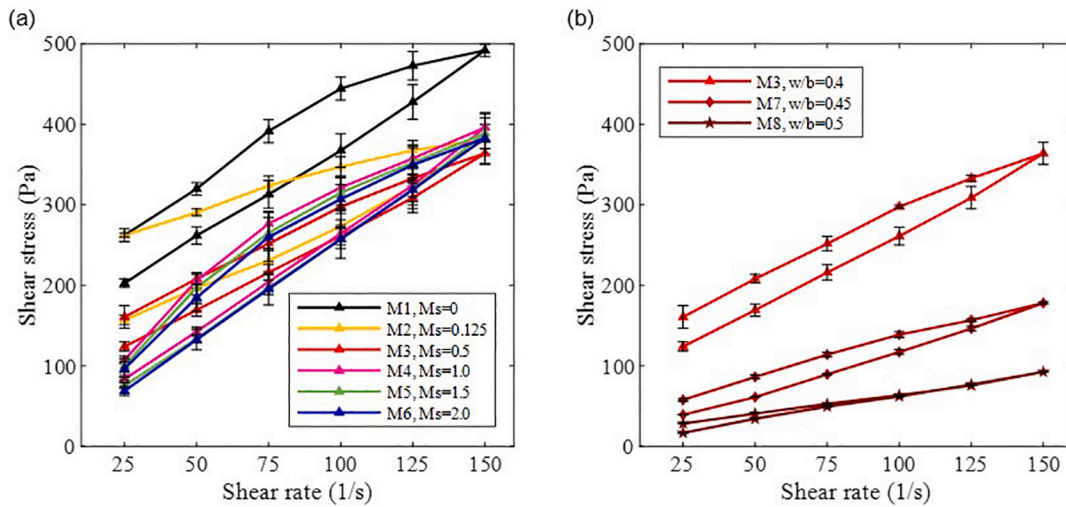 (a)
500
400
300
200
100
0
Shear stress (Pa)
25 50 75 100 125 150
Shear rate (1/s)
M1, Ms=0
M2, Ms=0.125
M3, Ms=0.5
M4, Ms=1.0
M5, Ms=1.5
M6, Ms=2.0
(b)
500
400
300
200
100
0
Shear stress (Pa)
25 50 75 100 125 150
Shear rate (1/s)
M3, w/b=0.4
M7, w/b=0.45
M8, w/b=0.5